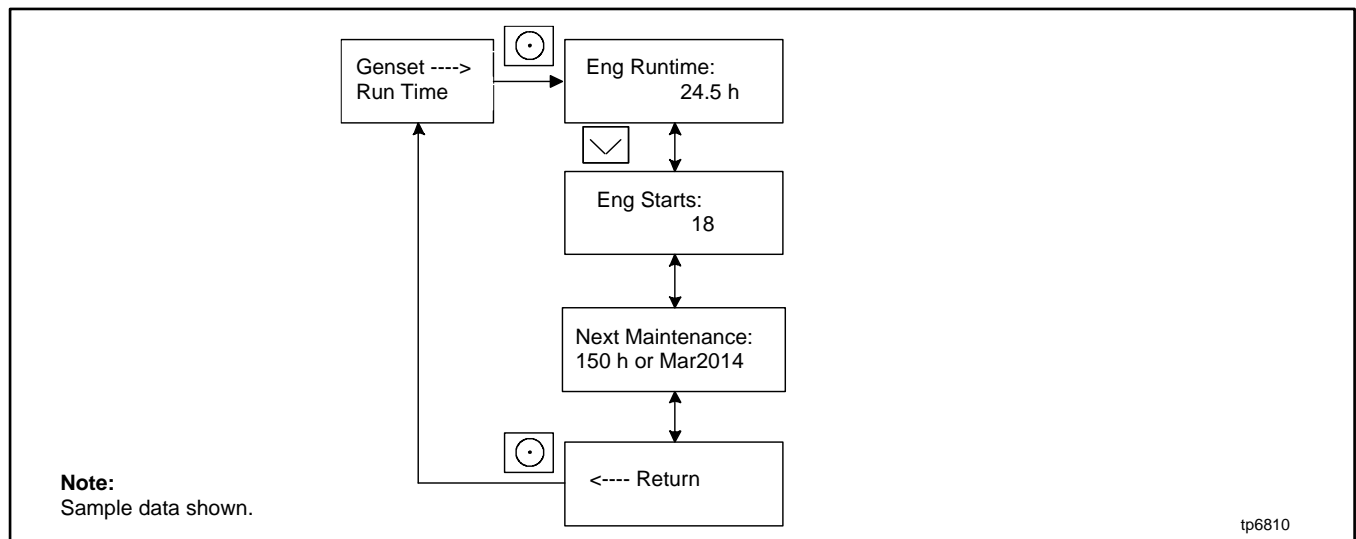 Genset ---->
Run Time
Eng Runtime:
24.5 h
Eng Starts:
18
Next Maintenance:
150 h or Mar2014
<---- Return
Note:
Sample data shown.
tp6810